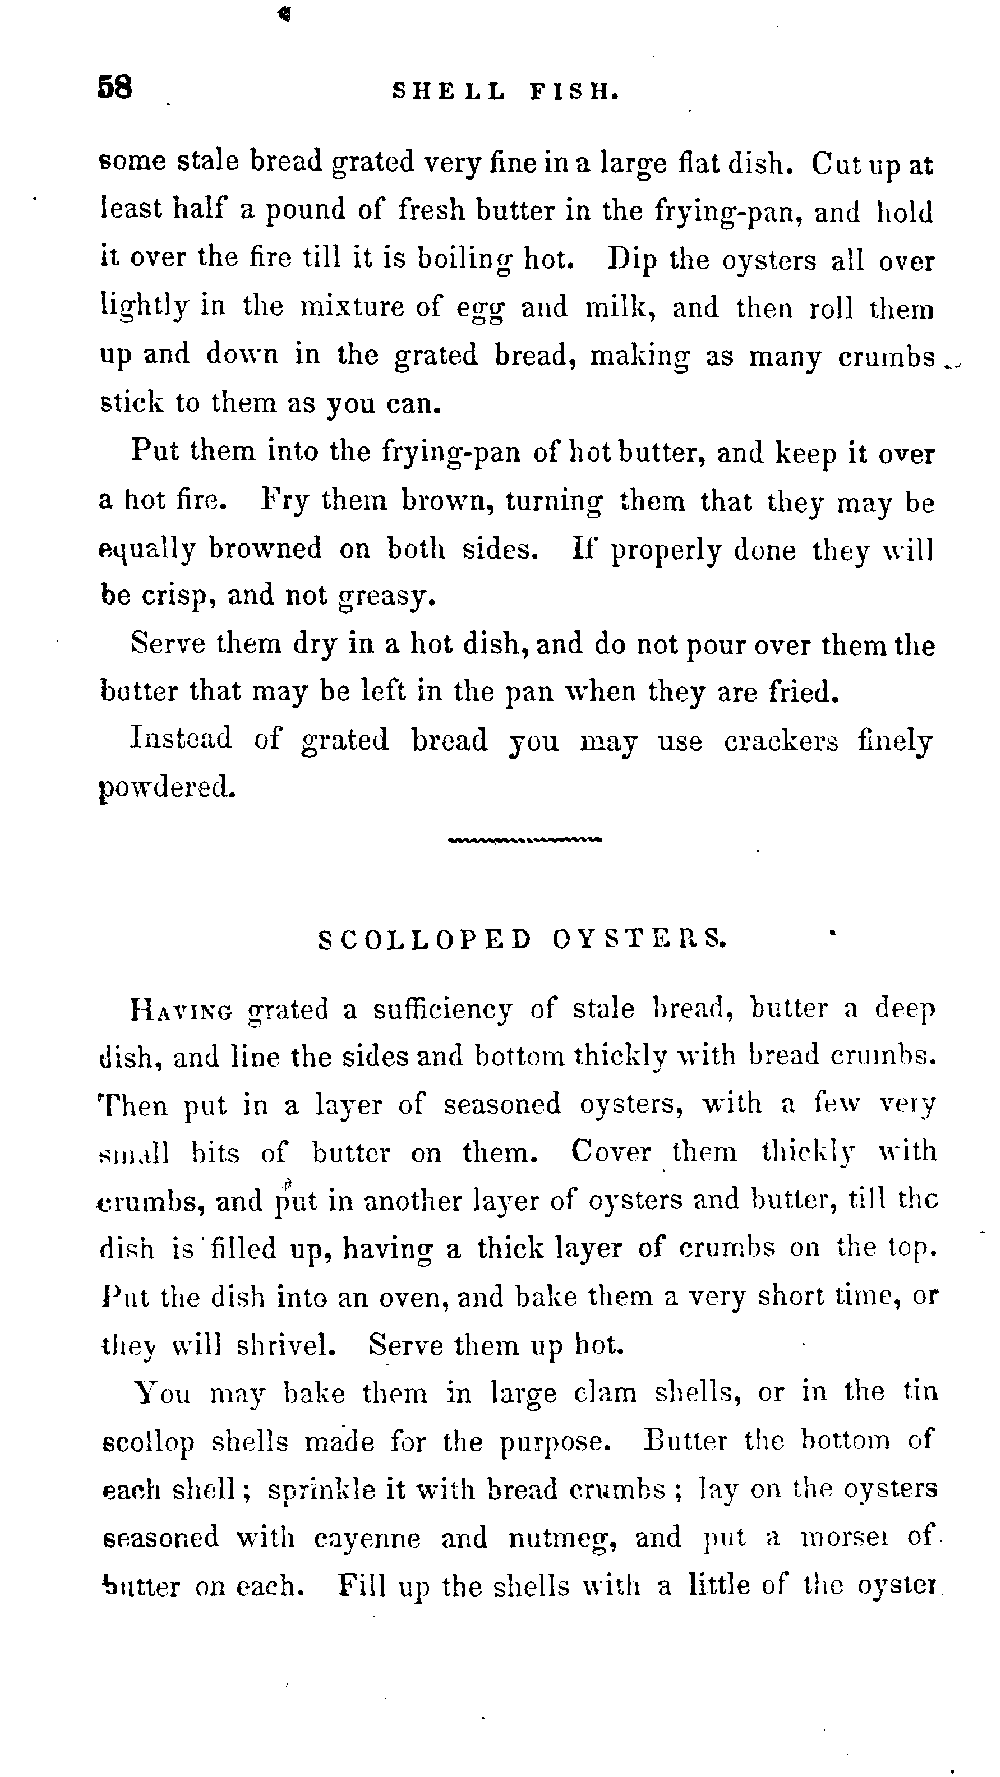 58 SHELL FISH.
some stale bread grated very fine in a large flat dish. Cut up at
least half a pound of fresh butter in the frying-pan, and hold
it over the fire till it is boiling hot. Dip the oysters all over
lightly in the mixture of egg and milk, and then roll them
up and down in the grated bread, making as many crumbs
stick to them as you can.
Put them into the frying-pan of hot butter, and keep it over
a hot fire. Fry them brown, turning them that they may be
equally browned on both sides. If properly done they will
be crisp, and not greasy.
Serve them dry in a hot dish, and do not pour over them the
butter that may be left in the pan when they are fried.
Instead of grated bread you may use crackers finely
powdered.
SCOLLOPED OYSTERS.
HAVING grated a sufficiency of stale bread, butter a deep
dish, and line the sides and bottom thickly with bread crumbs.
Then put in a layer of seasoned oysters, with a few very
small bits of butter on them. Cover them thickly with
crumbs, and put in another layer of oysters and butter, till the
dish is filled up, having a thick layer of crumbs on the top.
Put the dish into an oven, and bake them a very short time, or
they will shrivel. Serve them up hot.
You may bake them in large clam shells, or in the tin
scollop shells made for the purpose. Butter the bottom of
each shell; sprinkle it with bread crumbs; lay on the oysters
seasoned with cayenne and nutmeg, and put a morsel of
butter on each. Fill up the shells with a little of the oyster